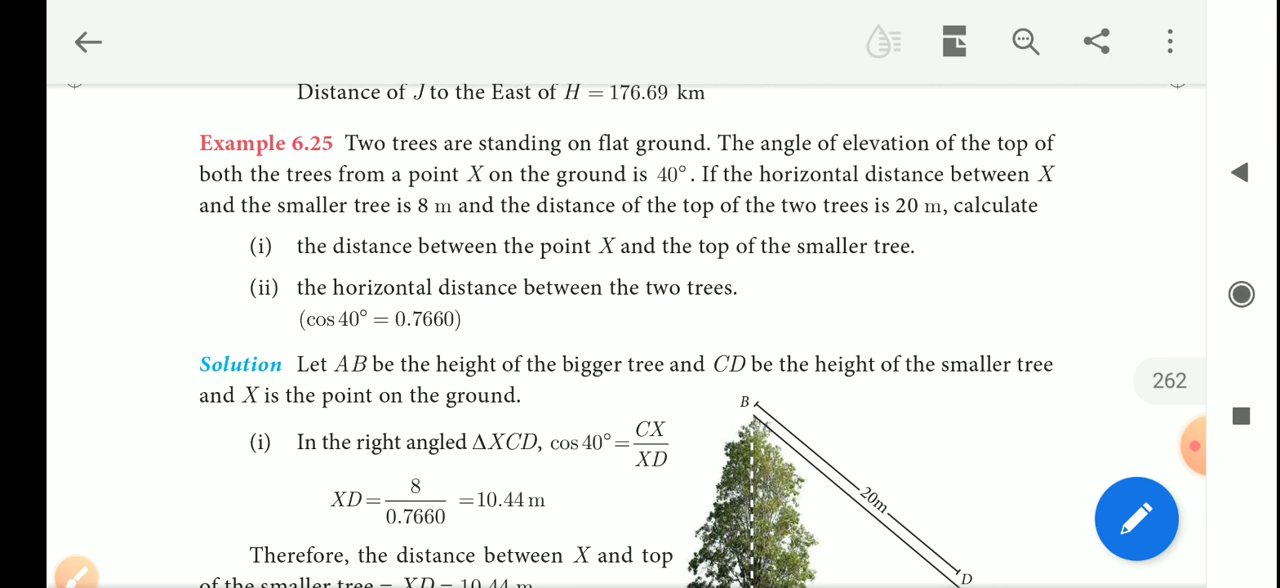 Distance of J to the East of H = 176.69 km
Example 6.25 Two trees are standing on flat ground. The angle of elevation of the top of
both the trees from a point X on the ground is 40°. If the horizontal distance between X
and the smaller tree is 8 m and the distance of the top of the two trees is 20 m, calculate
(i) the distance between the point X and the top of the smaller tree.
(ii) the horizontal distance between the two trees.
(cos 40° = 0.7660)
Solution Let AB be the height of the bigger tree and CD be the height of the smaller tree
and X is the point on the ground.
(i) In the right angled ΔXCD, cos 40° = CX/XD
XD = 8/0.7660 = 10.44 m
Therefore, the distance between X and top
of the smaller tree = XD = 10.44 m
B
20m
D
262